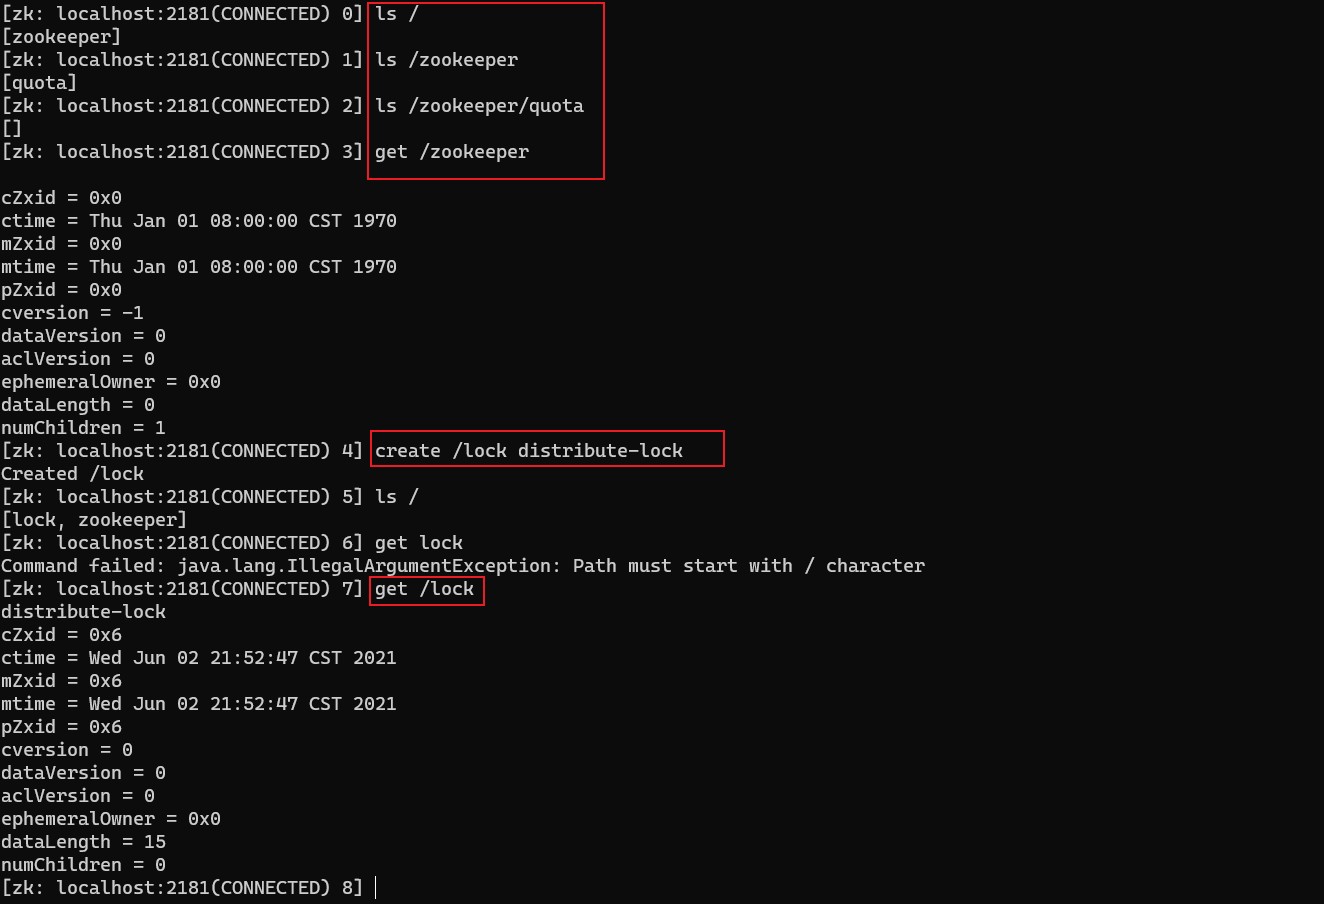 [zk: localhost:2181(CONNECTED) 0] ls /
[zookeeper]
[zk: localhost:2181(CONNECTED) 1] ls /zookeeper
[quota]
[zk: localhost:2181(CONNECTED) 2] ls /zookeeper/quota
[]
[zk: localhost:2181(CONNECTED) 3] get /zookeeper

cZxid = 0x0
ctime = Thu Jan 01 08:00:00 CST 1970
mZxid = 0x0
mtime = Thu Jan 01 08:00:00 CST 1970
pZxid = 0x0
cversion = -1
dataVersion = 0
aclVersion = 0
ephemeralOwner = 0x0
dataLength = 0
numChildren = 1
[zk: localhost:2181(CONNECTED) 4] create /lock distribute-lock
Created /lock
[zk: localhost:2181(CONNECTED) 5] ls /
[lock, zookeeper]
[zk: localhost:2181(CONNECTED) 6] get lock
Command failed: java.lang.IllegalArgumentException: Path must start with / character
[zk: localhost:2181(CONNECTED) 7] get /lock
distribute-lock
cZxid = 0x6
ctime = Wed Jun 02 21:52:47 CST 2021
mZxid = 0x6
mtime = Wed Jun 02 21:52:47 CST 2021
pZxid = 0x6
cversion = 0
dataVersion = 0
aclVersion = 0
ephemeralOwner = 0x0
dataLength = 15
numChildren = 0
[zk: localhost:2181(CONNECTED) 8]